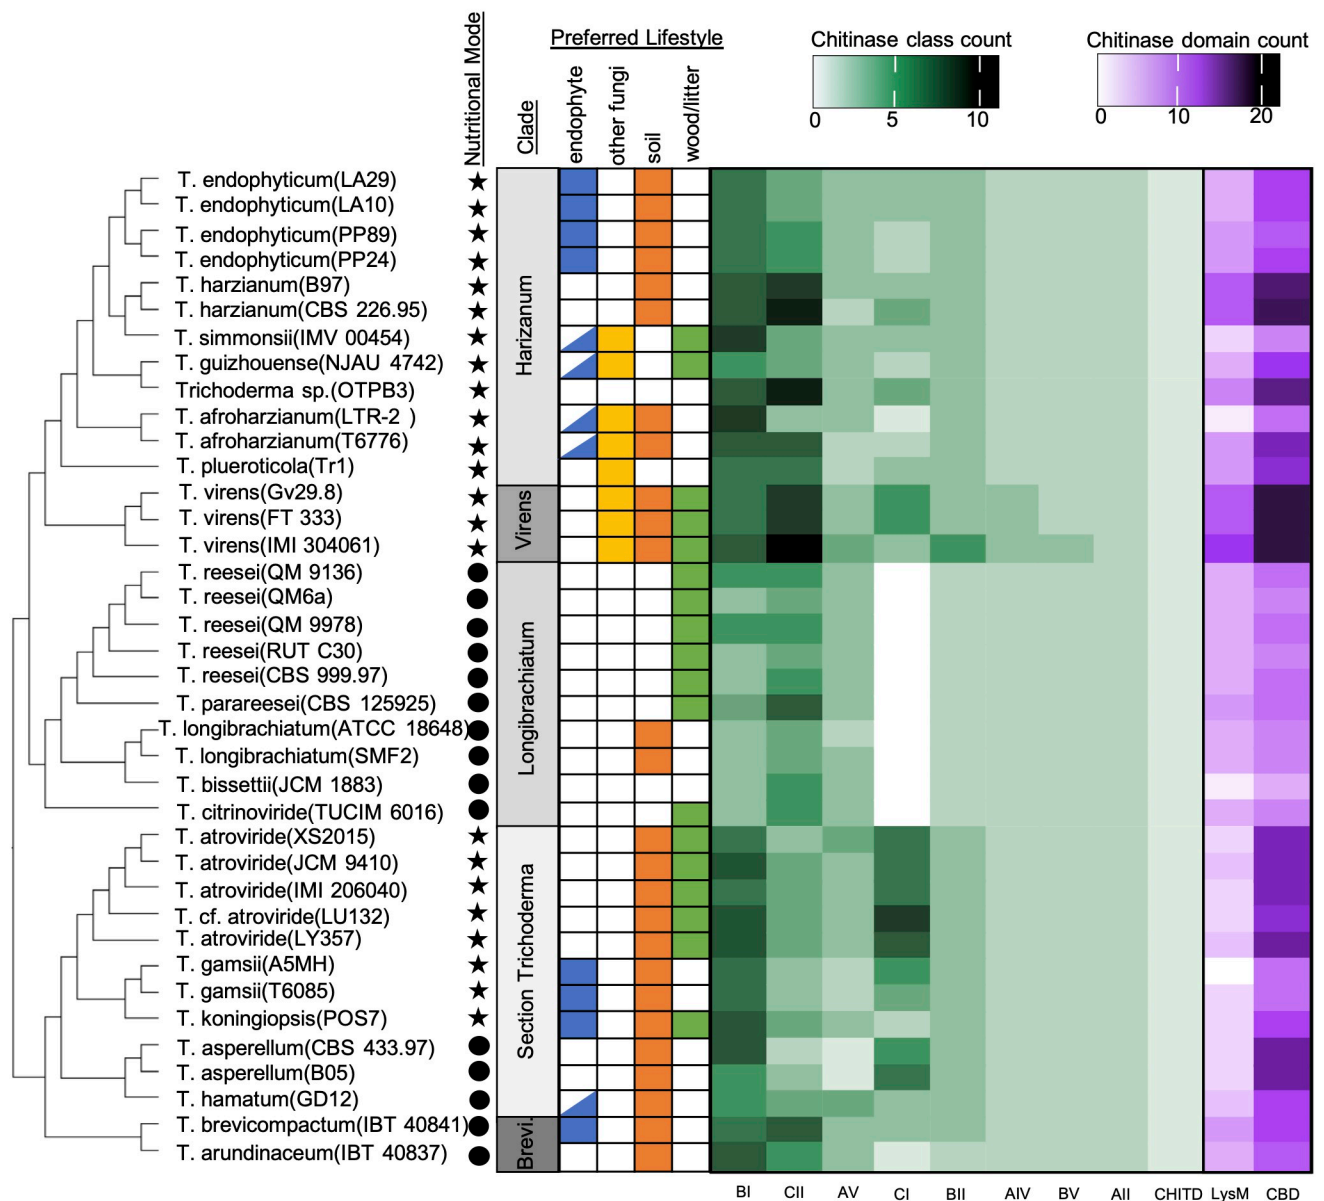 Nutritional Mode
Clade
Preferred Lifestyle
endophyte
other fungi
soil
wood/litter
Chitinase class count
0 5 10
Chitinase domain count
0 10 20
T. endophyticum(LA29)
T. endophyticum(LA10)
T. endophyticum(PP89)
T. endophyticum(PP24)
T. harzianum(B97)
T. harzianum(CBS 226.95)
T. simmonsii(IMV 00454)
T. guizhouense(NJAU 4742)
Trichoderma sp.(OTPB3)
T. afroharzianum(LTR-2 )
T. afroharzianum(T6776)
T. plueroticola(Tr1)
T. virens(Gv29.8)
T. virens(FT 333)
T. virens(IMI 304061)
T. reesei(QM 9136)
T. reesei(QM6a)
T. reesei(QM 9978)
T. reesei(RUT C30)
T. reesei(CBS 999.97)
T. parareesei(CBS 125925)
T. longibrachiatum(ATCC 18648)
T. longibrachiatum(SMF2)
T. bissettii(JCM 1883)
T. citrinoviride(TUCIM 6016)
T. atroviride(XS2015)
T. atroviride(JCM 9410)
T. atroviride(IMI 206040)
T. cf. atroviride(LU132)
T. atroviride(LY357)
T. gamsii(A5MH)
T. gamsii(T6085)
T. koningiopsis(POS7)
T. asperellum(CBS 433.97)
T. asperellum(B05)
T. hamatum(GD12)
T. brevicompactum(IBT 40841)
T. arundinaceum(IBT 40837)
Harizanum
Virens
Longibrachiatum
Section Trichoderma
Brevi.
BI CII AV CI BII AIV BV AII CHITD LysM CBD